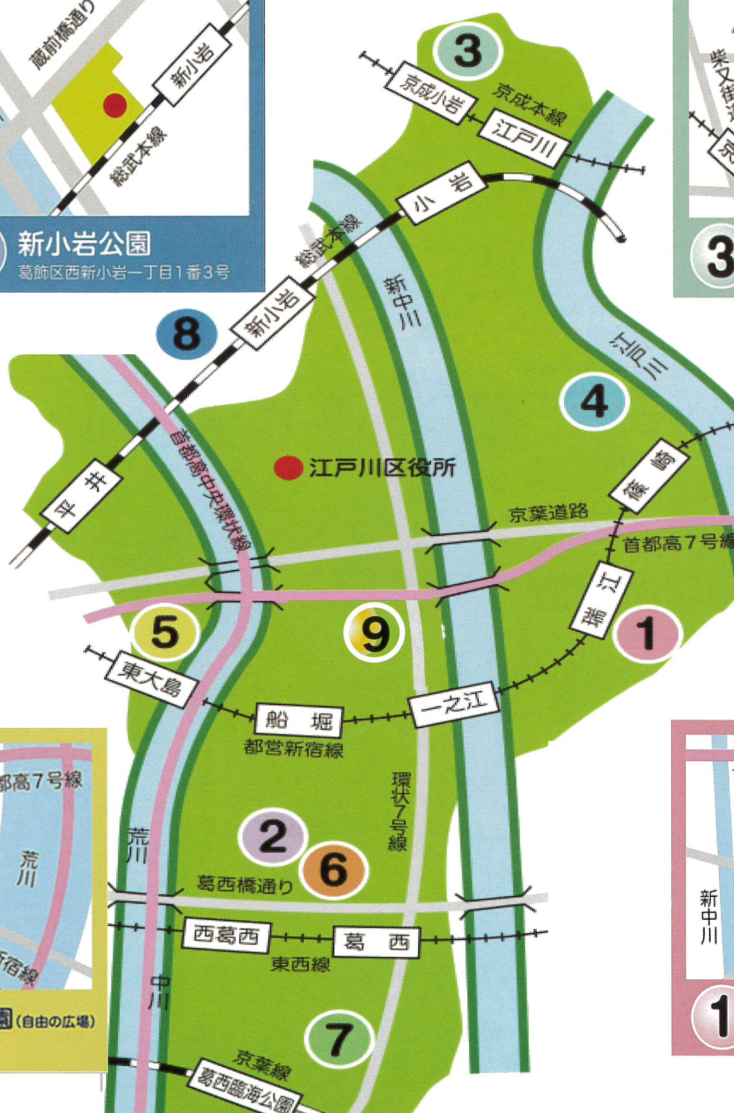 蔵前橋通り
新小岩
総武本線
新小岩公園
葛飾区西新小岩一丁目1番3号
3
京成小岩
京成本線
江戸川
柴又街道
3
小岩
総武本線
新小岩
新中川
8
江戸川
4
首都高中央環状線
江戸川区役所
平井
篠崎
京葉道路
首都高7号線
瑞江
5
9
1
東大島
船堀
一之江
都営新宿線
都高7号線
環状7号線
荒川
2
荒川
6
葛西橋通り
新中川
西葛西
葛西
東西線
宿線
中川
園(自由の広場)
1
7
京葉線
葛西臨海公園